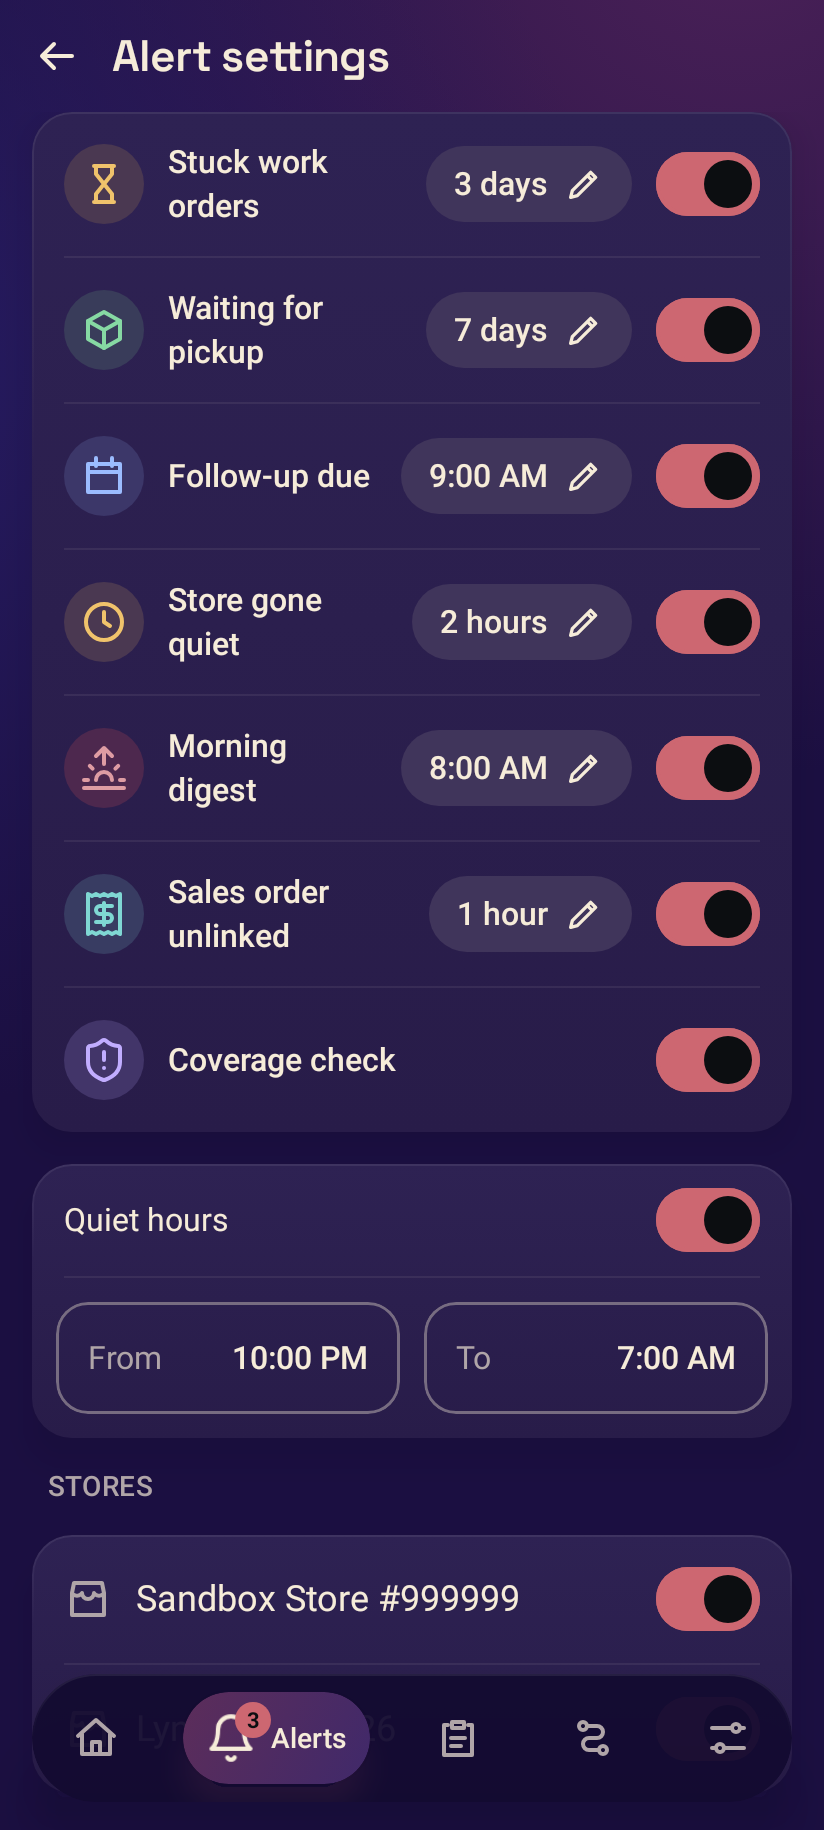 Alert settings
Stuck work
orders
3 days
Waiting for
pickup
7 days
Follow-up due
9:00 AM
Store gone
quiet
2 hours
Morning
digest
8:00 AM
Sales order
unlinked
1 hour
Coverage check
Quiet hours
From
10:00 PM
To
7:00 AM
STORES
Sandbox Store #999999
3
Alerts